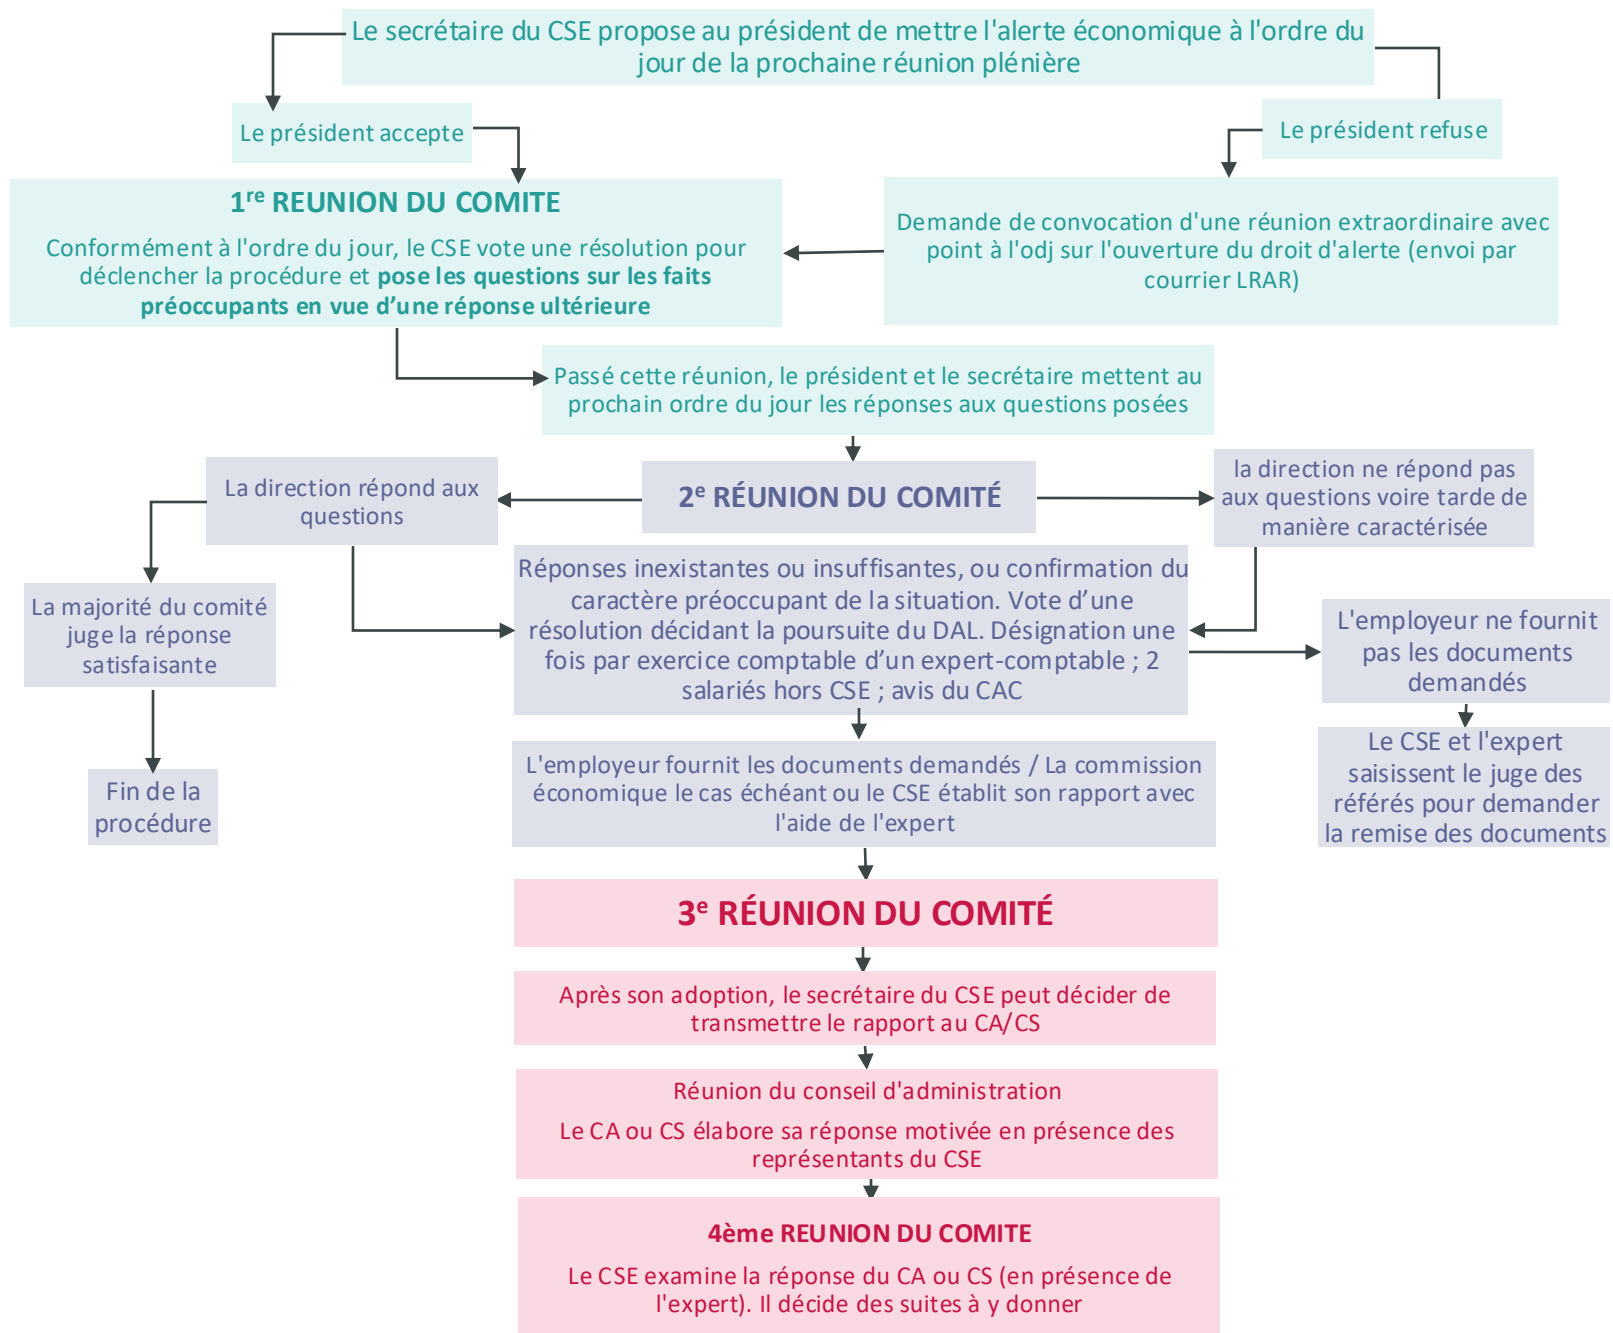 Le secrétaire du CSE propose au président de mettre l'alerte économique à l'ordre du
jour de la prochaine réunion plénière
Le président accepte
Le président refuse
1re REUNION DU COMITE
Conformément à l'ordre du jour, le CSE vote une résolution pour
déclencher la procédure et pose les questions sur les faits
préoccupants en vue d’une réponse ultérieure
Demande de convocation d'une réunion extraordinaire avec
point à l'odj sur l'ouverture du droit d'alerte (envoi par
courrier LRAR)
Passé cette réunion, le président et le secrétaire mettent au
prochain ordre du jour les réponses aux questions posées
La direction répond aux
questions
2e RÉUNION DU COMITÉ
la direction ne répond pas
aux questions voire tarde de
manière caractérisée
La majorité du comité
juge la réponse
satisfaisante
Réponses inexistantes ou insuffisantes, ou confirmation du
caractère préoccupant de la situation. Vote d’une
résolution décidant la poursuite du DAL. Désignation une
fois par exercice comptable d’un expert-comptable ; 2
salariés hors CSE ; avis du CAC
L'employeur ne fournit
pas les documents
demandés
Fin de la
procédure
L'employeur fournit les documents demandés / La commission
économique le cas échéant ou le CSE établit son rapport avec
l'aide de l'expert
Le CSE et l'expert
saisissent le juge des
référés pour demander
la remise des documents
3e RÉUNION DU COMITÉ
Après son adoption, le secrétaire du CSE peut décider de
transmettre le rapport au CA/CS
Réunion du conseil d'administration
Le CA ou CS élabore sa réponse motivée en présence des
représentants du CSE
4ème REUNION DU COMITE
Le CSE examine la réponse du CA ou CS (en présence de
l'expert). Il décide des suites à y donner